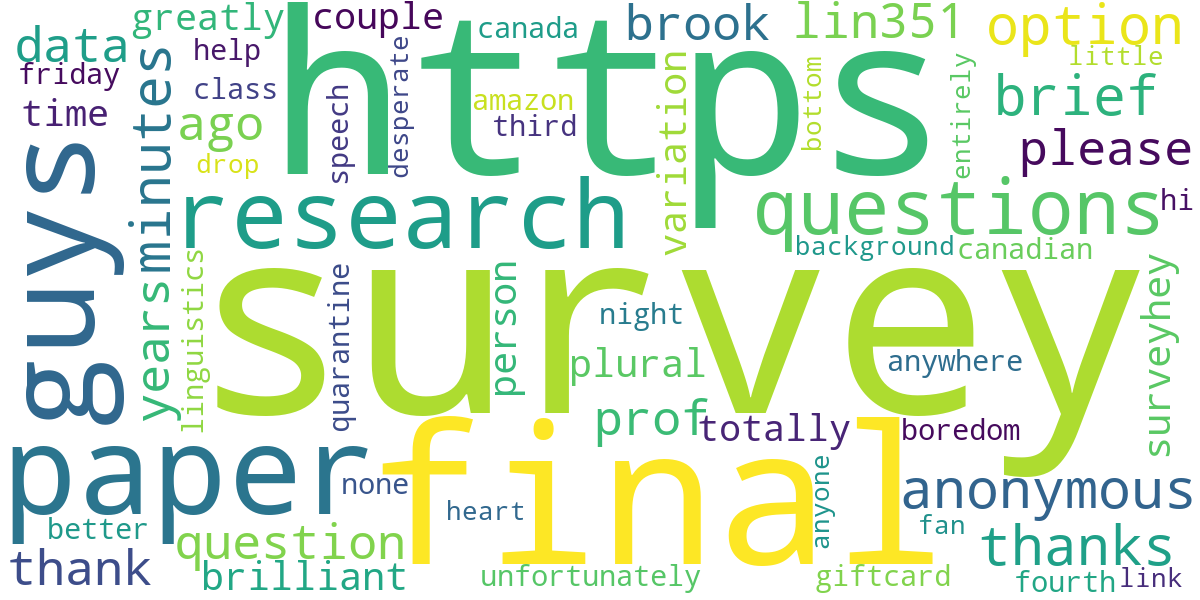 greatly
couple
canada
brook
lin351
option
data
help
https
little
friday
class
desperate
amazon
variation
bottom
entirely
brief
time
minutes
ago
speech
third
please
drop
guys
research
questions
hi
background
canadian
years
linguistics
quarantine
survey
person
night
plural
anywhere
surveyhey
prof
totally
boredom
paper
final
none
anonymous
better
heart
anyone
fan
question
thanks
thank
brilliant
unfortunately
giftcard
fourth
link